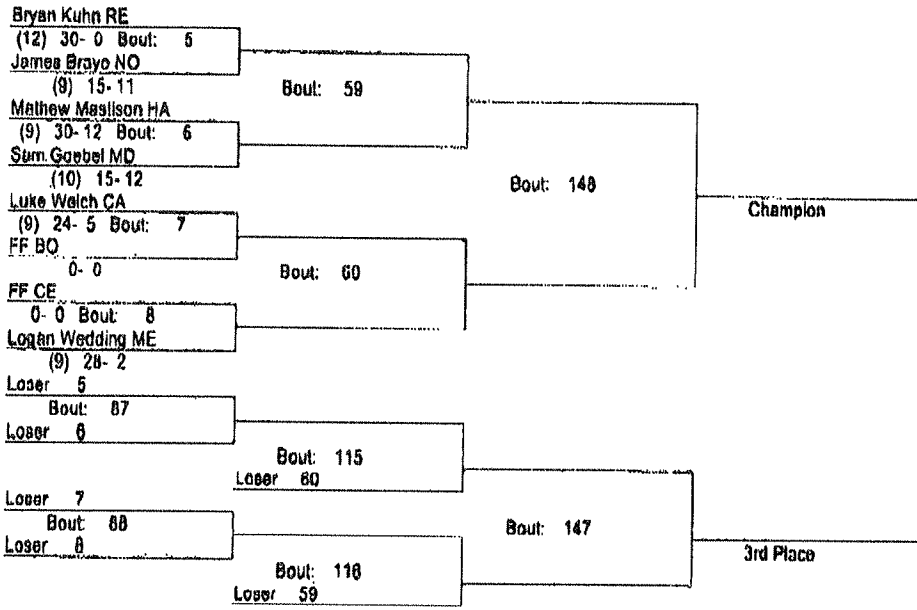 Bryan Kuhn RE
(12) 30- 0 Bout: 5
James Brayo NO
(9) 15- 11
Bout: 59
Mathew Mastison HA
(9) 30- 12 Bout: 6
Sam Goebel MD
(10) 15- 12
Bout: 148
Champion
Luke Welch CA
(9) 24- 5 Bout: 7
FF BO
0- 0
Bout: 60
FF CE
0- 0 Bout: 8
Logan Wedding ME
(9) 28- 2
Loser 5
Bout: 87
Loser 6
Bout: 115
Loser 60
Loser 7
Bout: 88
Loser 8
Bout: 147
3rd Place
Bout: 116
Loser 59